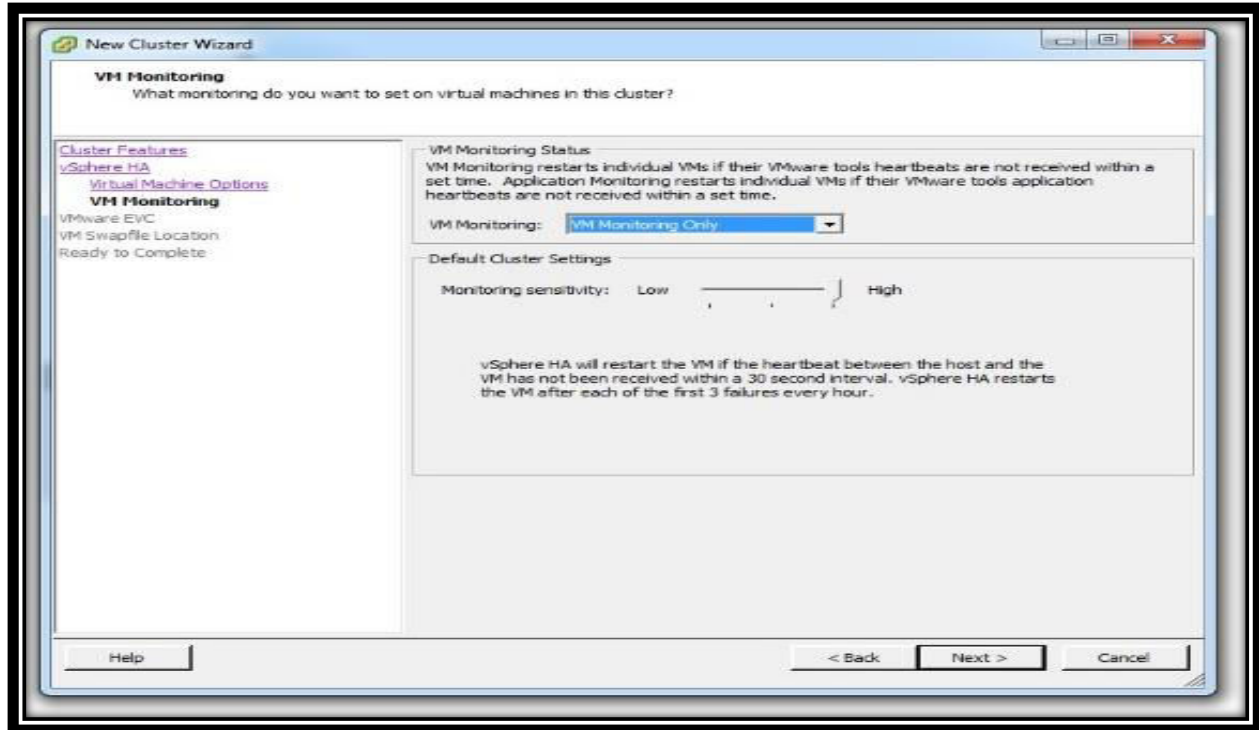 New Cluster Wizard
VM Monitoring
What monitoring do you want to set on virtual machines in this cluster?
Cluster Features
vSphere HA
Virtual Machine Options
VM Monitoring
VMware EVC
VM Swapfile Location
Ready to Complete
VM Monitoring Status
VM Monitoring restarts individual VMs if their VMware tools heartbeats are not received within a
set time. Application Monitoring restarts individual VMs if their VMware tools application
heartbeats are not received within a set time.
VM Monitoring: VM Monitoring Only
Default Cluster Settings
Monitoring sensitivity: Low High
vSphere HA will restart the VM if the heartbeat between the host and the
VM has not been received within a 30 second interval. vSphere HA restarts
the VM after each of the first 3 failures every hour.
Help < Back Next > Cancel